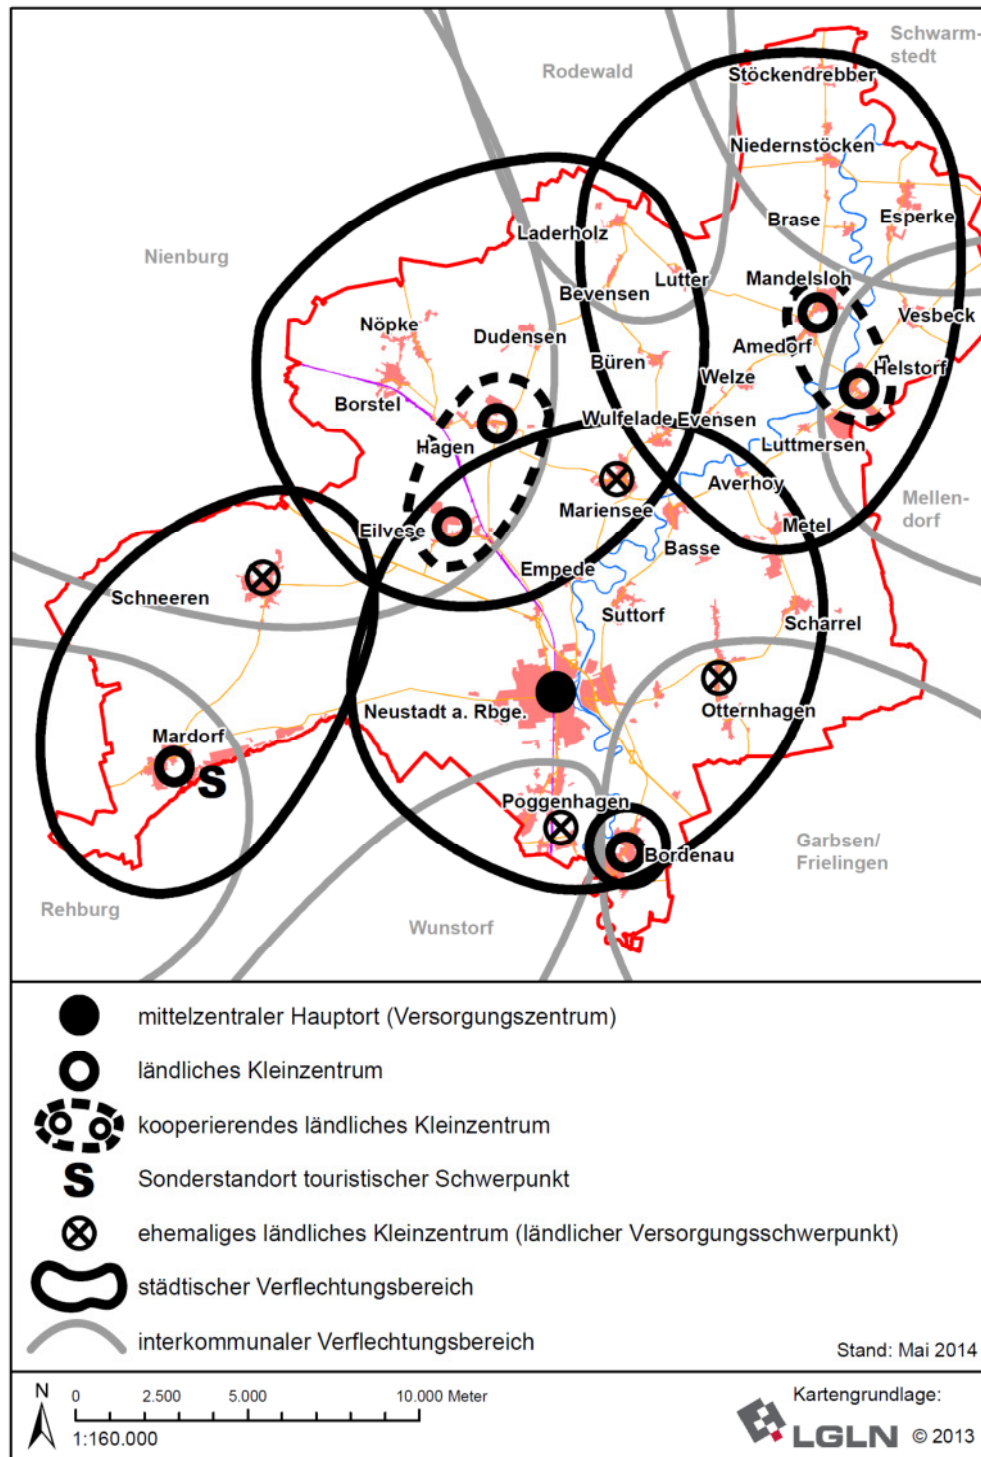 Schwarm-
stedt
Rodewald
Stöckendrebber
Niedernstöcken
Brase
Esperke
Laderholz
Nienburg
Mandelsloh
Lutter
Bevensen
Vesbeck
Nöpke
Dudensen
Amedorf
Büren
Helstorf
Welze
Borstel
Wulfelade
Evensen
Hagen
Luttmersen
Averhoy
Mariensee
Mellen-
dorf
Eilvese
Metel
Basse
Empede
Schneeren
Suttorf
Scharrel
Neustadt a. Rbge.
Otternhagen
Mardorf
S
Poggenhagen
Garbsen/
Frielingen
Bordenau
Rehburg
Wunstorf
mittelzentraler Hauptort (Versorgungszentrum)
ländliches Kleinzentrum
kooperierendes ländliches Kleinzentrum
S Sonderstandort touristischer Schwerpunkt
ehemaliges ländliches Kleinzentrum (ländlicher Versorgungsschwerpunkt)
städtischer Verflechtungsbereich
interkommunaler Verflechtungsbereich
Stand: Mai 2014
N
0 2.500 5.000 10.000 Meter
1:160.000
Kartengrundlage:
LGLN © 2013